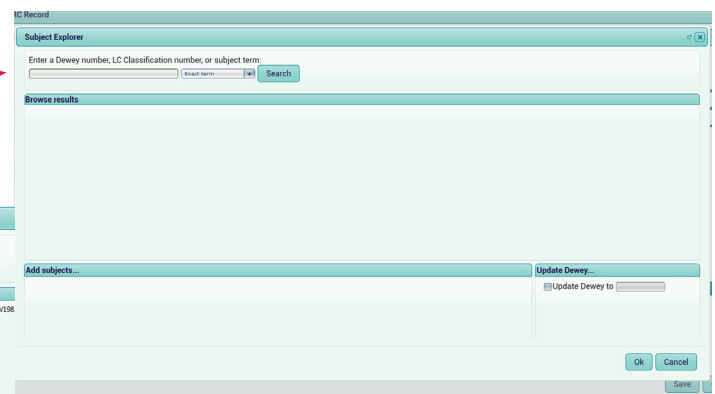 RC Record
Subject Explorer
Enter a Dewey number, LC Classification number, or subject term:
Exact term
Search
Browse results
Add subjects...
Update Dewey...
Update Dewey to
/198.
Ok
Cancel
Save